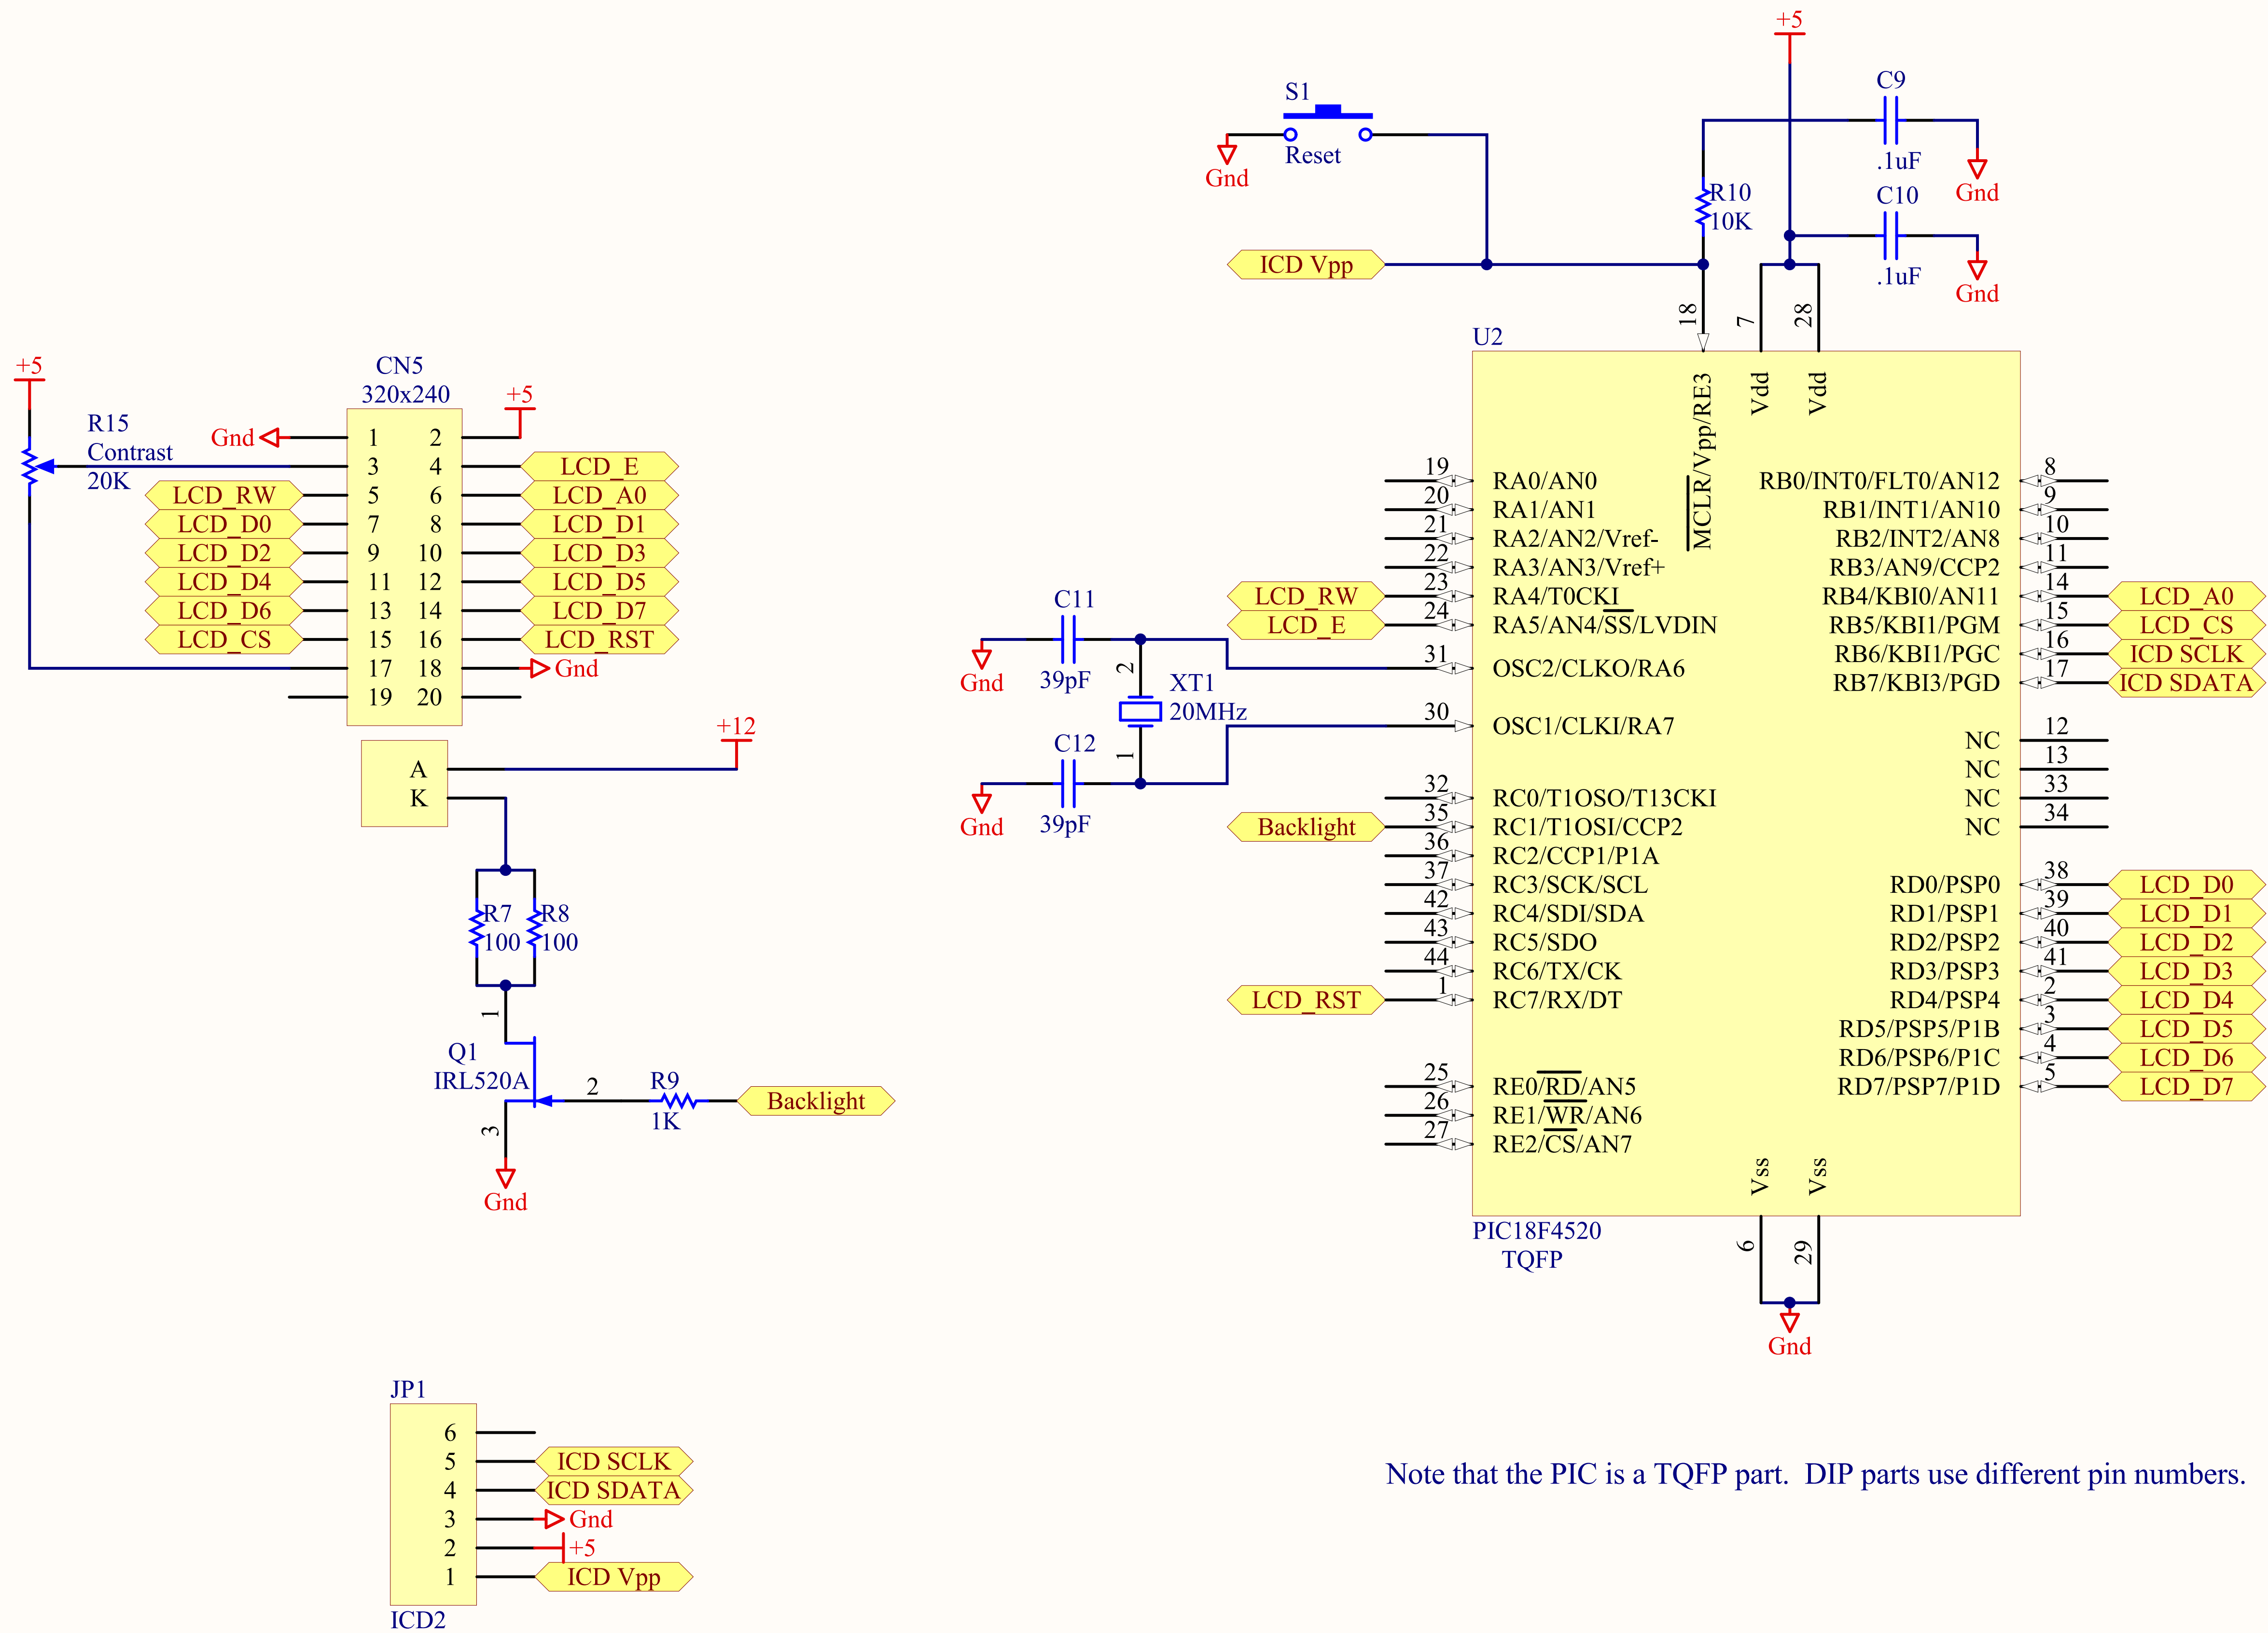 +5
S1
Reset
Gnd
C9
.1uF
Gnd
R10
10K
C10
.1uF
Gnd
ICD Vpp
18
7
28
U2
MCLR/Vpp/RE3
Vdd
Vdd
19 RA0/AN0
20 RA1/AN1
21 RA2/AN2/Vref-
22 RA3/AN3/Vref+
LCD_RW 23 RA4/T0CKI
LCD_E 24 RA5/AN4/SS/LVDIN
31 OSC2/CLKO/RA6
30 OSC1/CLKI/RA7
32 RC0/T1OSO/T13CKI
Backlight 35 RC1/T1OSI/CCP2
36 RC2/CCP1/P1A
37 RC3/SCK/SCL
42 RC4/SDI/SDA
43 RC5/SDO
44 RC6/TX/CK
LCD_RST 1 RC7/RX/DT
25 RE0/RD/AN5
26 RE1/WR/AN6
27 RE2/CS/AN7
RB0/INT0/FLT0/AN12 8
RB1/INT1/AN10 9
RB2/INT2/AN8 10
RB3/AN9/CCP2 11
RB4/KBI0/AN11 14 LCD_A0
RB5/KBI1/PGM 15 LCD_CS
RB6/KBI1/PGC 16 ICD SCLK
RB7/KBI3/PGD 17 ICD SDATA
NC 12
NC 13
NC 33
NC 34
RD0/PSP0 38 LCD_D0
RD1/PSP1 39 LCD_D1
RD2/PSP2 40 LCD_D2
RD3/PSP3 41 LCD_D3
RD4/PSP4 2 LCD_D4
RD5/PSP5/P1B 3 LCD_D5
RD6/PSP6/P1C 4 LCD_D6
RD7/PSP7/P1D 5 LCD_D7
Vss
Vss
6
29
Gnd
PIC18F4520
TQFP
C11
39pF
Gnd
2
XT1
20MHz
1
C12
39pF
Gnd
+5
R15
Contrast
20K
CN5
320x240
+5
Gnd 1 2
3 4 LCD_E
LCD_RW 5 6 LCD_A0
LCD_D0 7 8 LCD_D1
LCD_D2 9 10 LCD_D3
LCD_D4 11 12 LCD_D5
LCD_D6 13 14 LCD_D7
LCD_CS 15 16 LCD_RST
17 18 Gnd
19 20
+12
A
K
R7
100
R8
100
1
Q1
IRL520A
2
R9
1K
Backlight
3
Gnd
JP1
6
5 ICD SCLK
4 ICD SDATA
3 Gnd
2 +5
1 ICD Vpp
ICD2
Note that the PIC is a TQFP part.  DIP parts use different pin numbers.